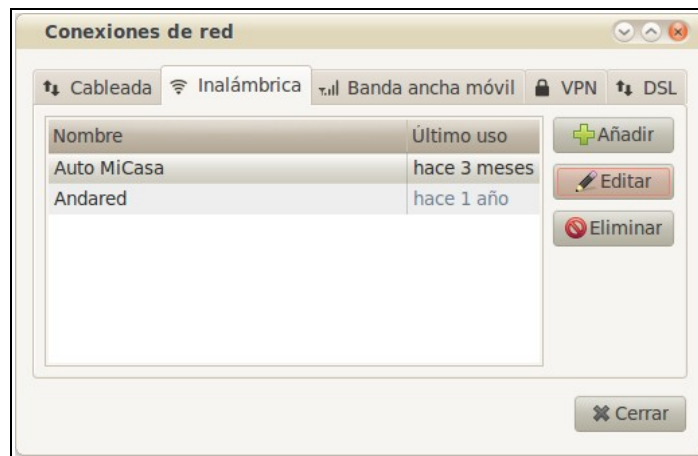 Conexiones de red
Cableada Inalámbrica Banda ancha móvil VPN DSL
Nombre Último uso
Auto MiCasa hace 3 meses
Andared hace 1 año
Añadir
Editar
Eliminar
Cerrar